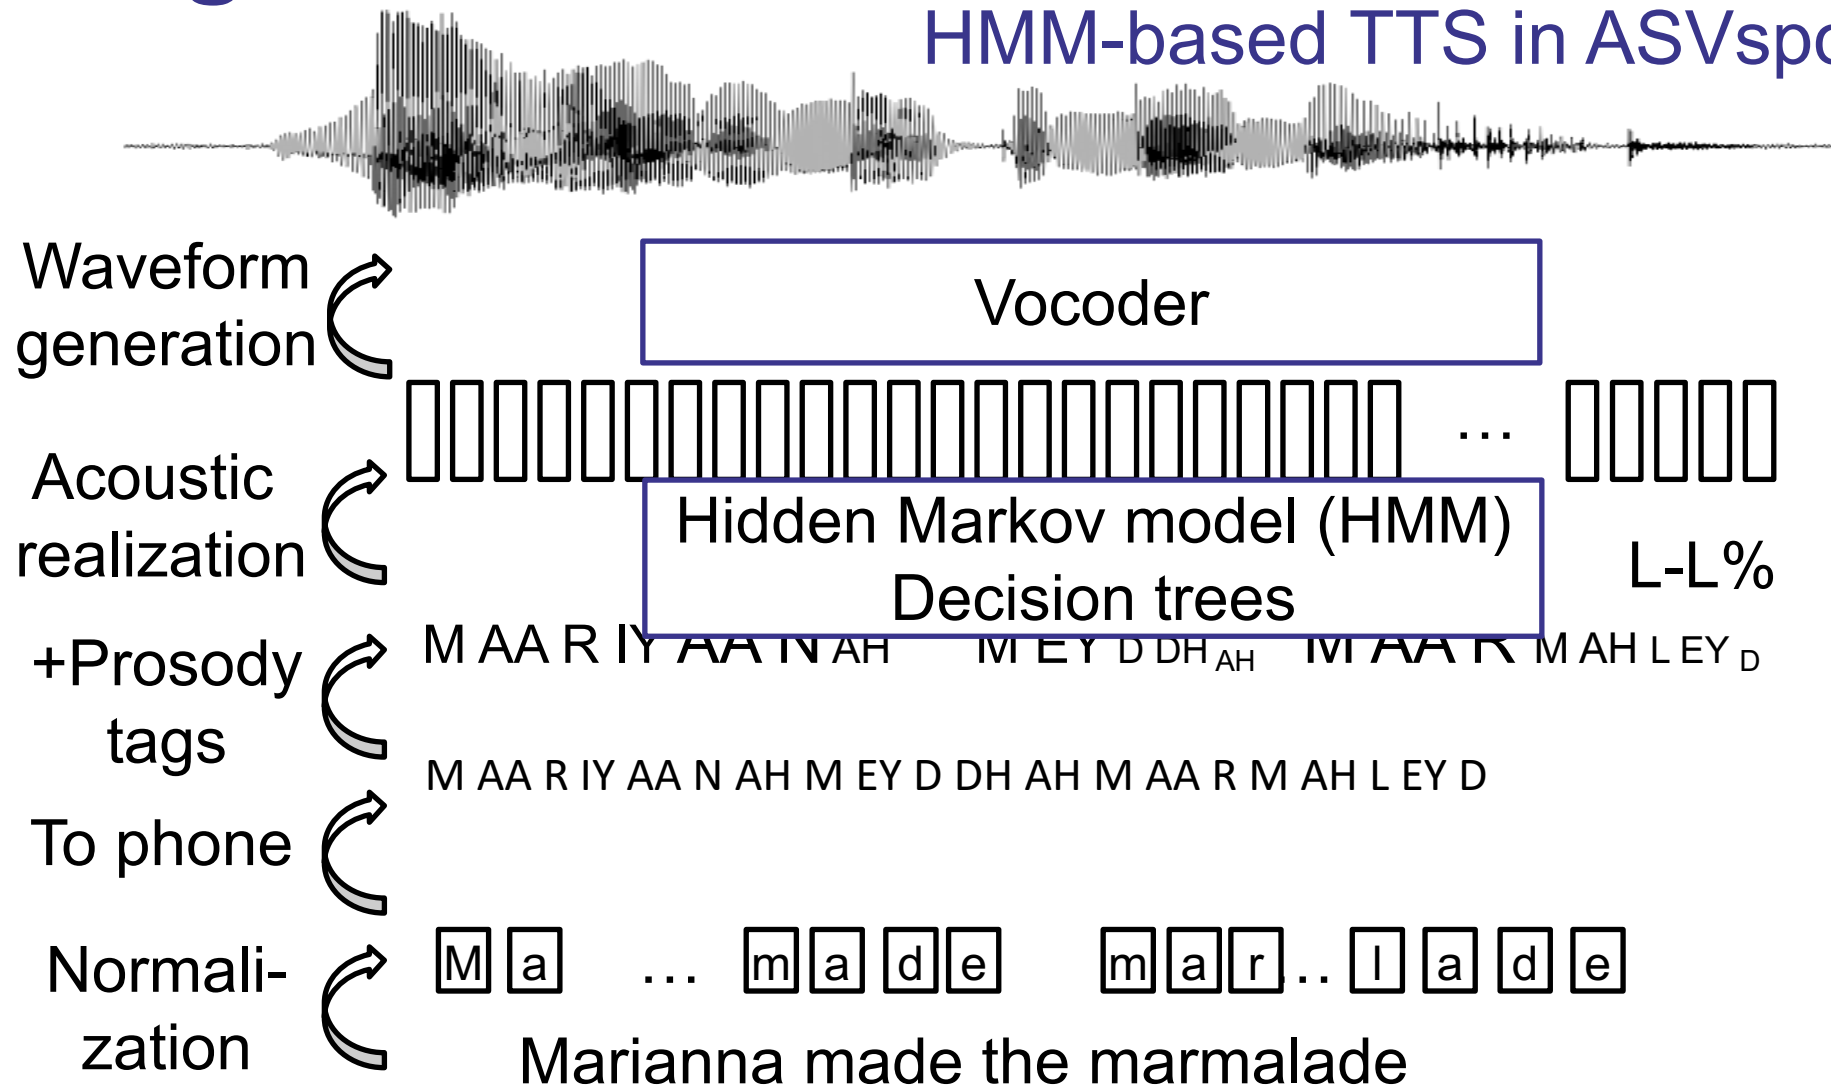 HMM-based TTS in
Waveform
generation
Vocoder
...
Acoustic
realization
Hidden Markov model (HMM)
Decision trees
L-L%
+Prosody
tags
M AA R IY AA N AH M EY D DH AH M AA R M AH L EY D
M AA R IY AA N AH M EY D DH AH M AA R M AH L EY D
To phone
Normali-
zation
M a ... m a d e m a r ... l a d e
Marianna made the marmalade